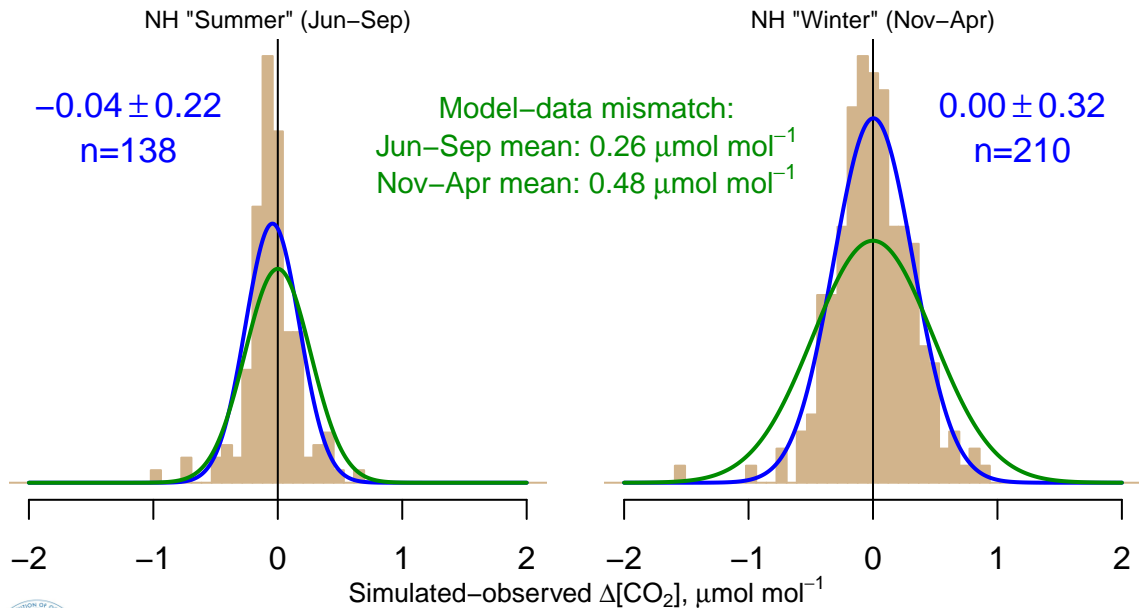 NH "Summer" (Jun−Sep)
−0.04 ± 0.22
n=138
Model−data mismatch:
Jun−Sep mean: 0.26 μmol mol⁻¹
Nov−Apr mean: 0.48 μmol mol⁻¹
NH "Winter" (Nov−Apr)
0.00 ± 0.32
n=210
−2 −1 0 1 2
−2 −1 0 1 2
Simulated−observed Δ[CO₂], μmol mol⁻¹